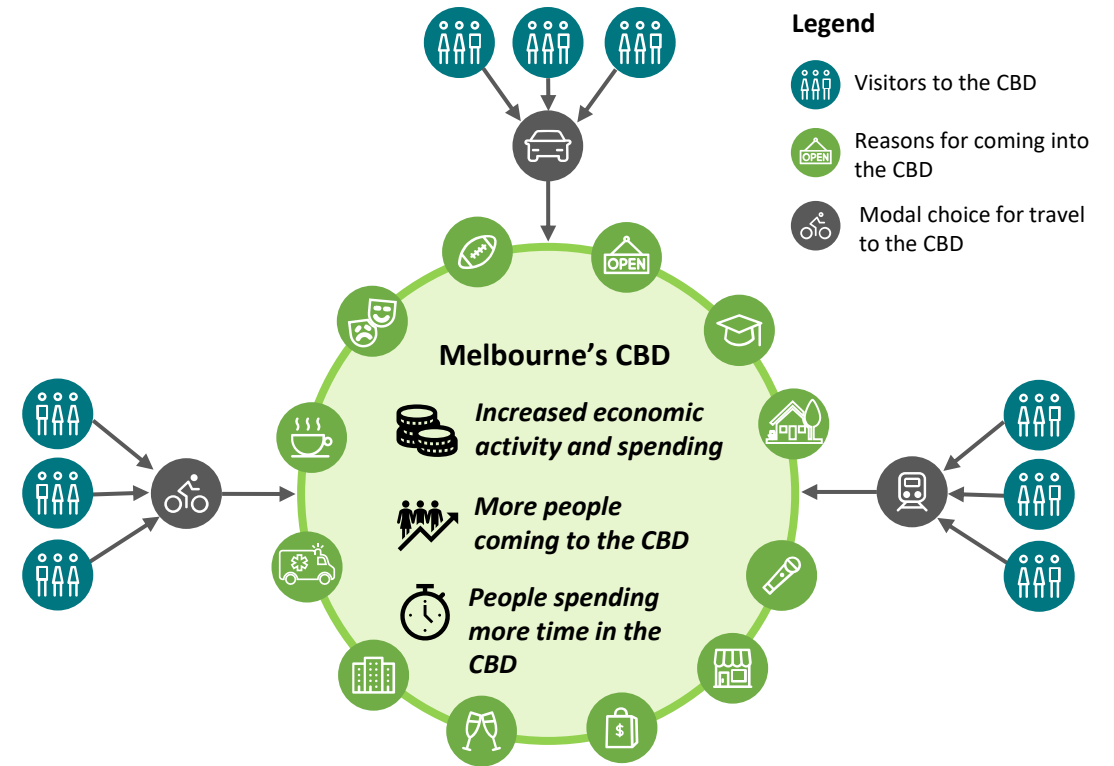 Legend
Visitors to the CBD
Reasons for coming into
the CBD
Modal choice for travel
to the CBD
OPEN
OPEN
Melbourne's CBD
Increased economic
activity and spending
More people
coming to the CBD
People spending
more time in the
CBD
$